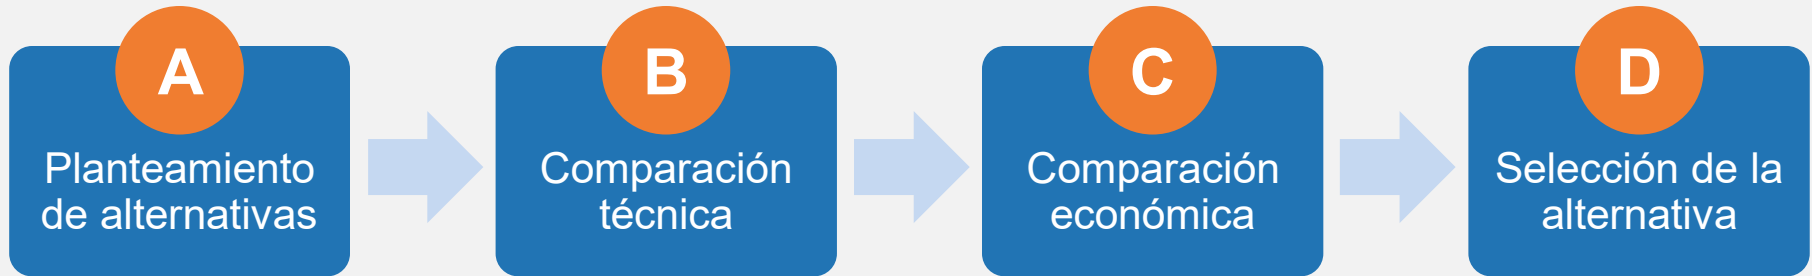 A
Planteamiento
de alternativas
B
Comparación
técnica
C
Comparación
económica
D
Selección de la
alternativa